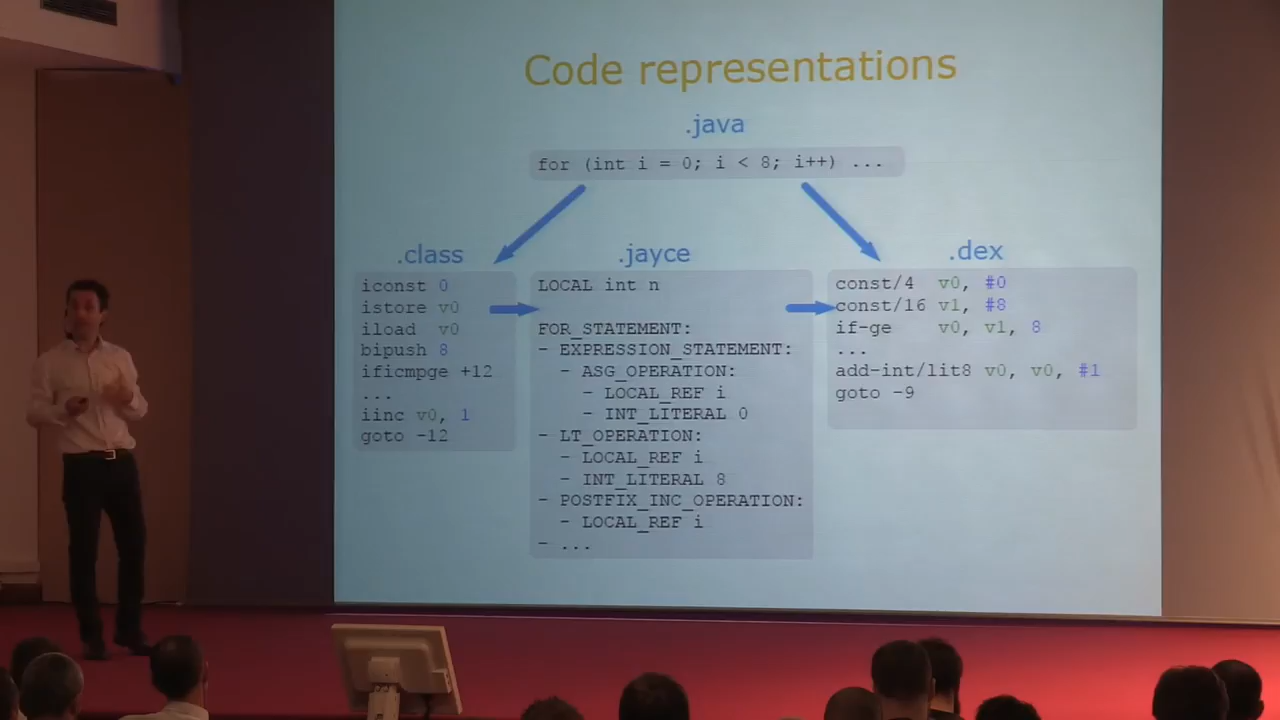 Code representations
.java
for (int i = 0; i < 8; i++) ...
.class
iconst 0
istore v0
iload v0
bipush 8
ificmpge +12
...
iinc v0, 1
goto -12
.jayce
LOCAL int n
FOR_STATEMENT:
- EXPRESSION_STATEMENT:
- ASG_OPERATION:
- LOCAL_REF i
- INT_LITERAL 0
- LT_OPERATION:
- LOCAL_REF i
- INT_LITERAL 8
- POSTFIX_INC_OPERATION:
- LOCAL_REF i
- ...
.dex
const/4 v0, #0
const/16 v1, #8
if-ge v0, v1, 8
...
add-int/lit8 v0, v0, #1
goto -9